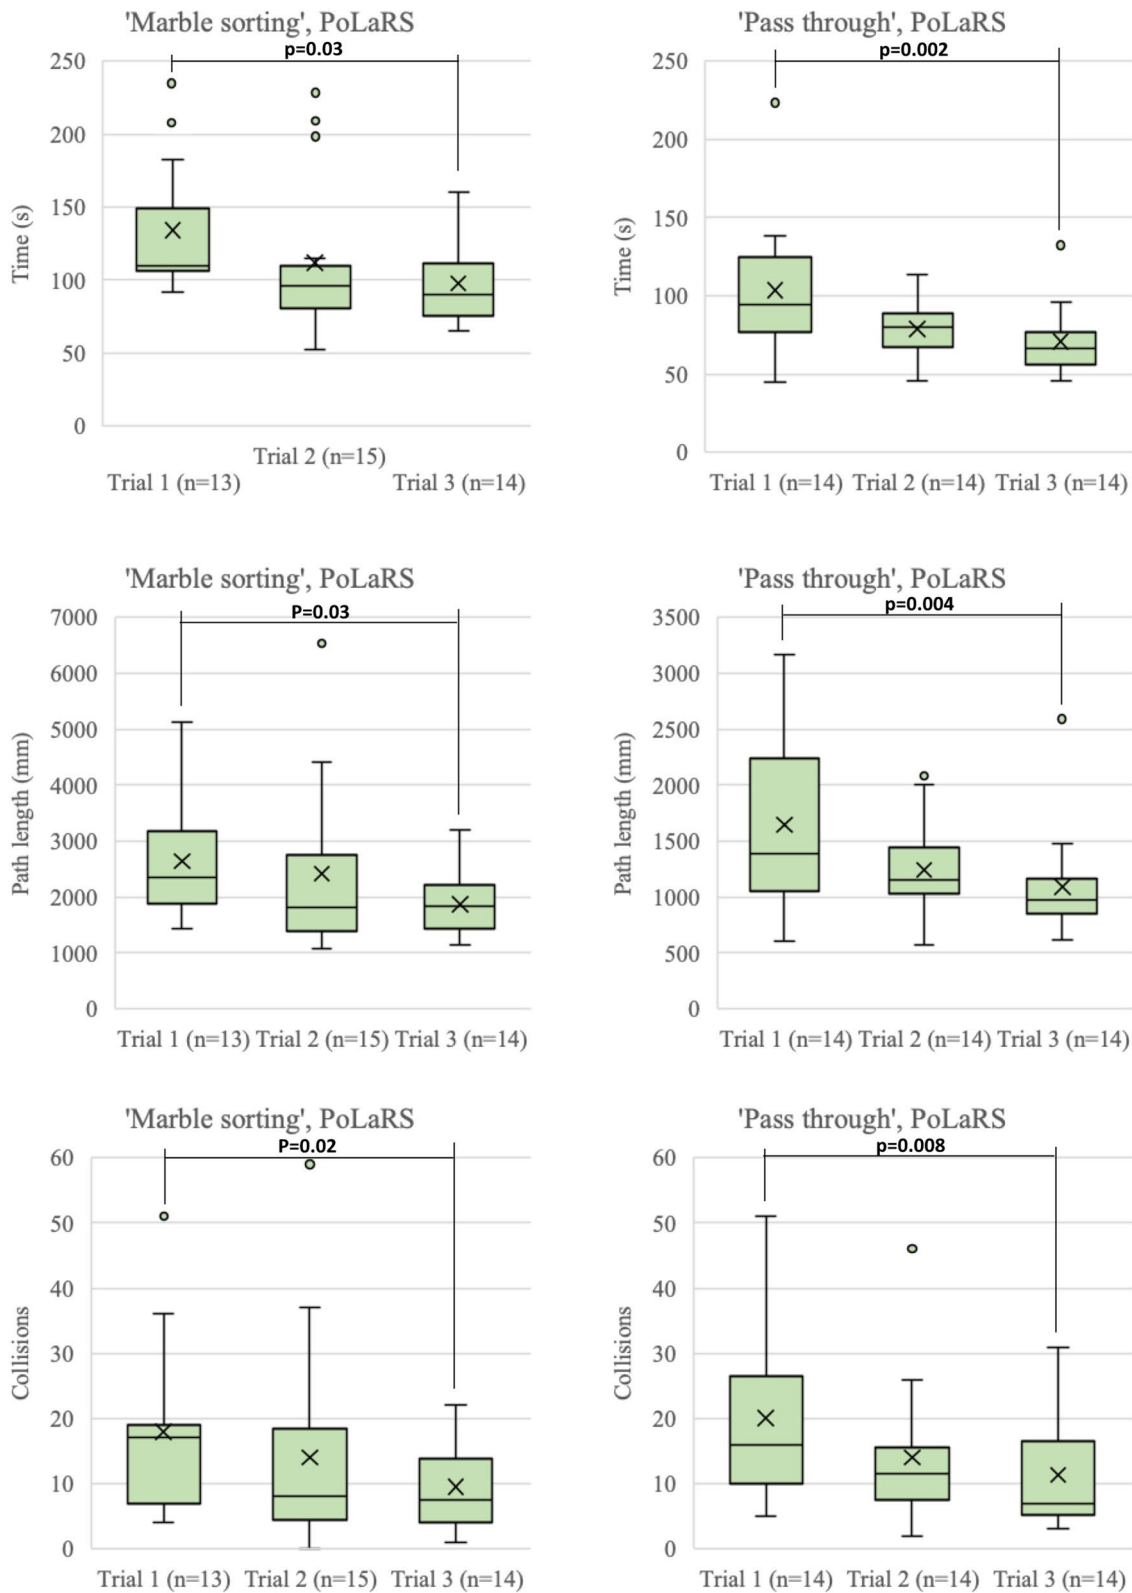 'Marble sorting', PoLaRS
p=0.03
250
200
150
100
50
0
Time (s)
Trial 1 (n=13)
Trial 2 (n=15)
Trial 3 (n=14)
'Pass through', PoLaRS
p=0.002
250
200
150
100
50
0
Time (s)
Trial 1 (n=14) Trial 2 (n=14) Trial 3 (n=14)
'Marble sorting', PoLaRS
P=0.03
7000
6000
5000
4000
3000
2000
1000
0
Path length (mm)
Trial 1 (n=13) Trial 2 (n=15) Trial 3 (n=14)
'Pass through', PoLaRS
p=0.004
3500
3000
2500
2000
1500
1000
500
0
Path length (mm)
Trial 1 (n=14) Trial 2 (n=14) Trial 3 (n=14)
'Marble sorting', PoLaRS
P=0.02
60
50
40
30
20
10
0
Collisions
Trial 1 (n=13) Trial 2 (n=15) Trial 3 (n=14)
'Pass through', PoLaRS
p=0.008
60
50
40
30
20
10
0
Collisions
Trial 1 (n=14) Trial 2 (n=14) Trial 3 (n=14)